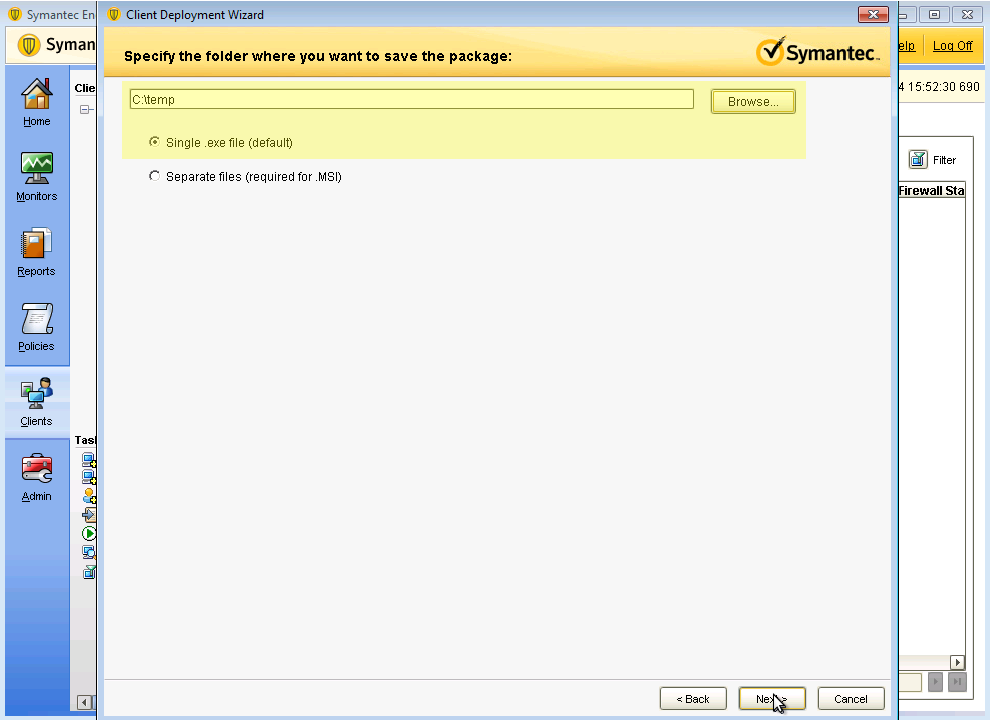 Symantec En
Client Deployment Wizard
Syman
Specify the folder where you want to save the package:
Symantec.
elp
Log Off
Clie
4 15:52:30 690
C:\temp
Browse...
Home
Single .exe file (default)
Filter
Separate files (required for .MSI)
Monitors
Firewall Sta
Reports
Policies
Clients
Task
Admin
< Back
Next >
Cancel